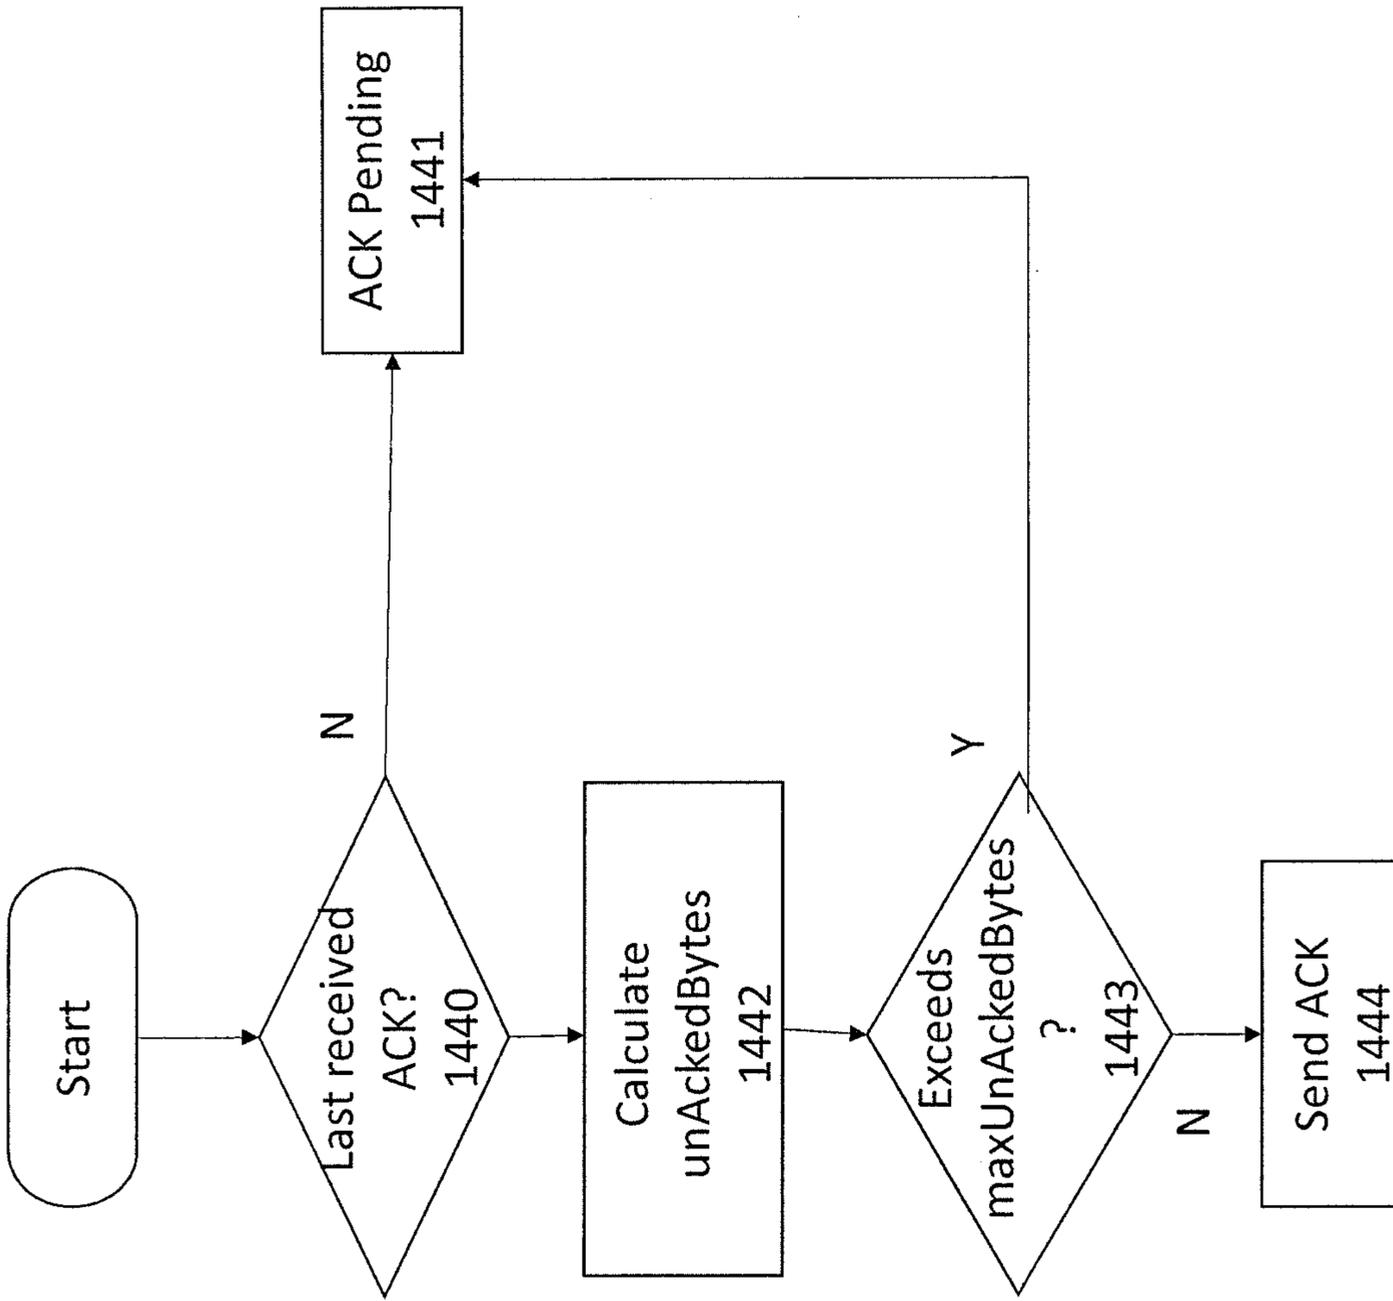 Start
Last received
ACK?
1440
N
ACK Pending
1441
Calculate
unAckedBytes
1442
Exceeds
maxUnAckedBytes
?
1443
Y
N
Send ACK
1444